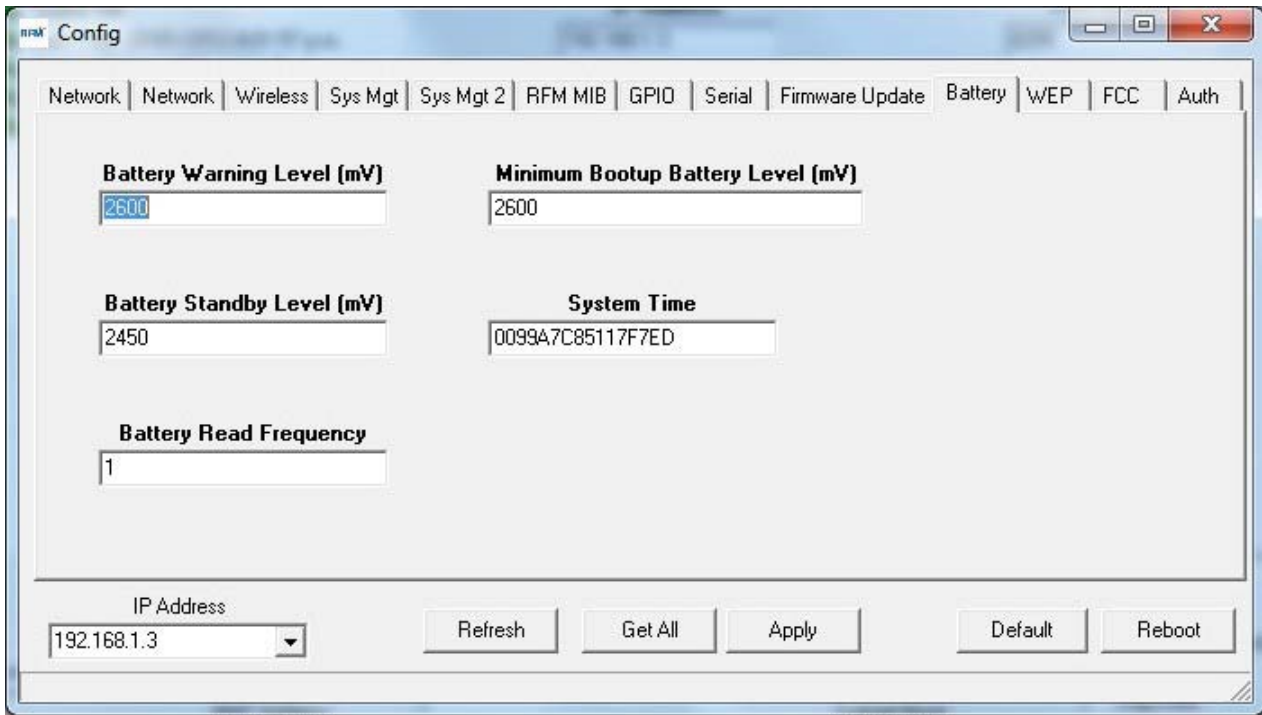 Config
Network Network Wireless Sys Mgt Sys Mgt 2 RFM MIB GPIO Serial Firmware Update Battery WEP FCC Auth
Battery Warning Level (mV) Minimum Bootup Battery Level (mV)
2600 2600
Battery Standby Level (mV) System Time
2450 0099A7C85117F7ED
Battery Read Frequency
1
IP Address
192.168.1.3 Refresh Get All Apply Default Reboot